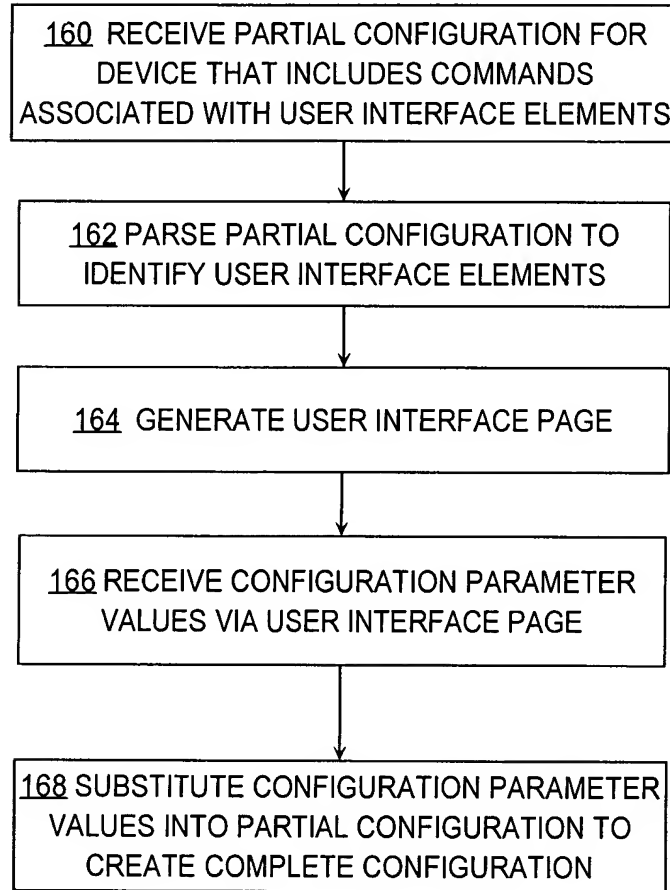 160 RECEIVE PARTIAL CONFIGURATION FOR
DEVICE THAT INCLUDES COMMANDS
ASSOCIATED WITH USER INTERFACE ELEMENTS
162 PARSE PARTIAL CONFIGURATION TO
IDENTIFY USER INTERFACE ELEMENTS
164 GENERATE USER INTERFACE PAGE
166 RECEIVE CONFIGURATION PARAMETER
VALUES VIA USER INTERFACE PAGE
168 SUBSTITUTE CONFIGURATION PARAMETER
VALUES INTO PARTIAL CONFIGURATION TO
CREATE COMPLETE CONFIGURATION